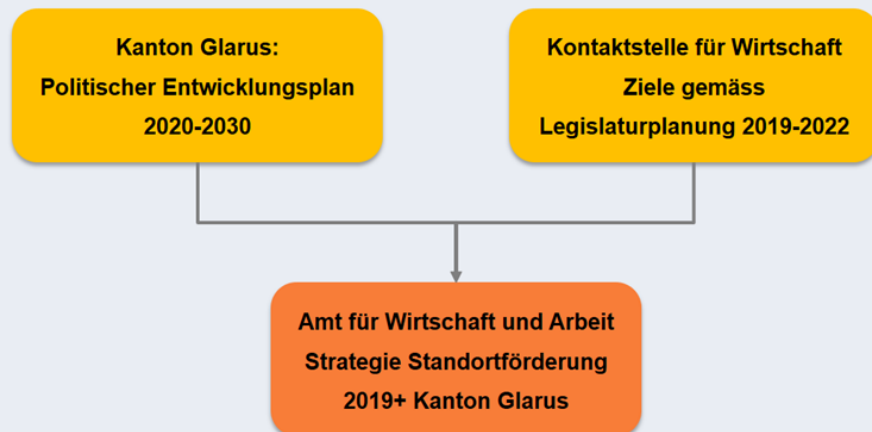 Kanton Glarus:
Politischer Entwicklungsplan
2020-2030
Kontaktstelle für Wirtschaft
Ziele gemäss
Legislaturplanung 2019-2022
Amt für Wirtschaft und Arbeit
Strategie Standortförderung
2019+ Kanton Glarus